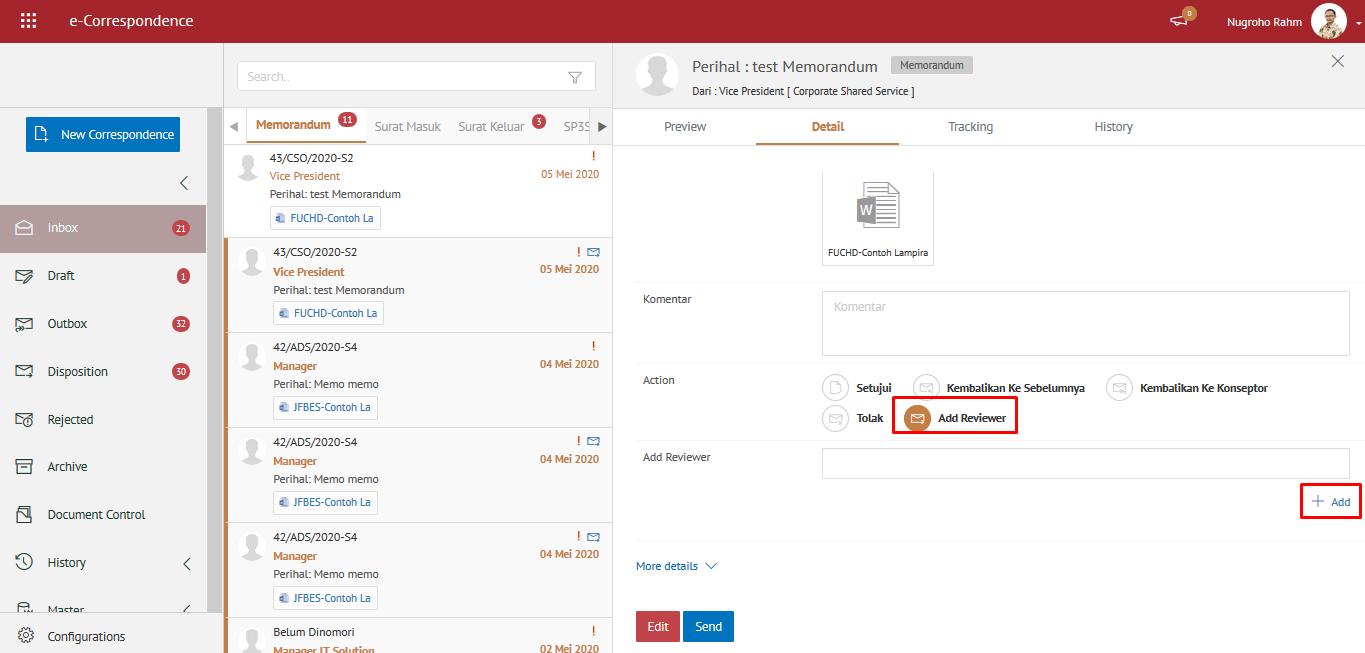 e-Correspondence
0
Nugroho Rahm
New Correspondence
Inbox 21
Draft 1
Outbox 32
Disposition 30
Rejected
Archive
Document Control
History
Master
Configurations
Search..
Memorandum 11 Surat Masuk Surat Keluar 3 SP3S
43/CSO/2020-S2 !
Vice President 05 Mei 2020
Perihal: test Memorandum
FUCHD-Contoh La
43/CSO/2020-S2 !
Vice President 05 Mei 2020
Perihal: test Memorandum
FUCHD-Contoh La
42/ADS/2020-S4 !
Manager 04 Mei 2020
Perihal: Memo memo
JFBES-Contoh La
42/ADS/2020-S4 !
Manager 04 Mei 2020
Perihal: Memo memo
JFBES-Contoh La
42/ADS/2020-S4 !
Manager 04 Mei 2020
Perihal: Memo memo
JFBES-Contoh La
Belum Dinomori !
Manager IT Solution 02 Mei 2020
Perihal : test Memorandum Memorandum
Dari : Vice President [ Corporate Shared Service ]
Preview Detail Tracking History
W
FUCHD-Contoh Lampira
Komentar Komentar
Action Setujui Kembalikan Ke Sebelumnya Kembalikan Ke Konseptor
Tolak Add Reviewer
Add Reviewer
Add
More details
Edit Send